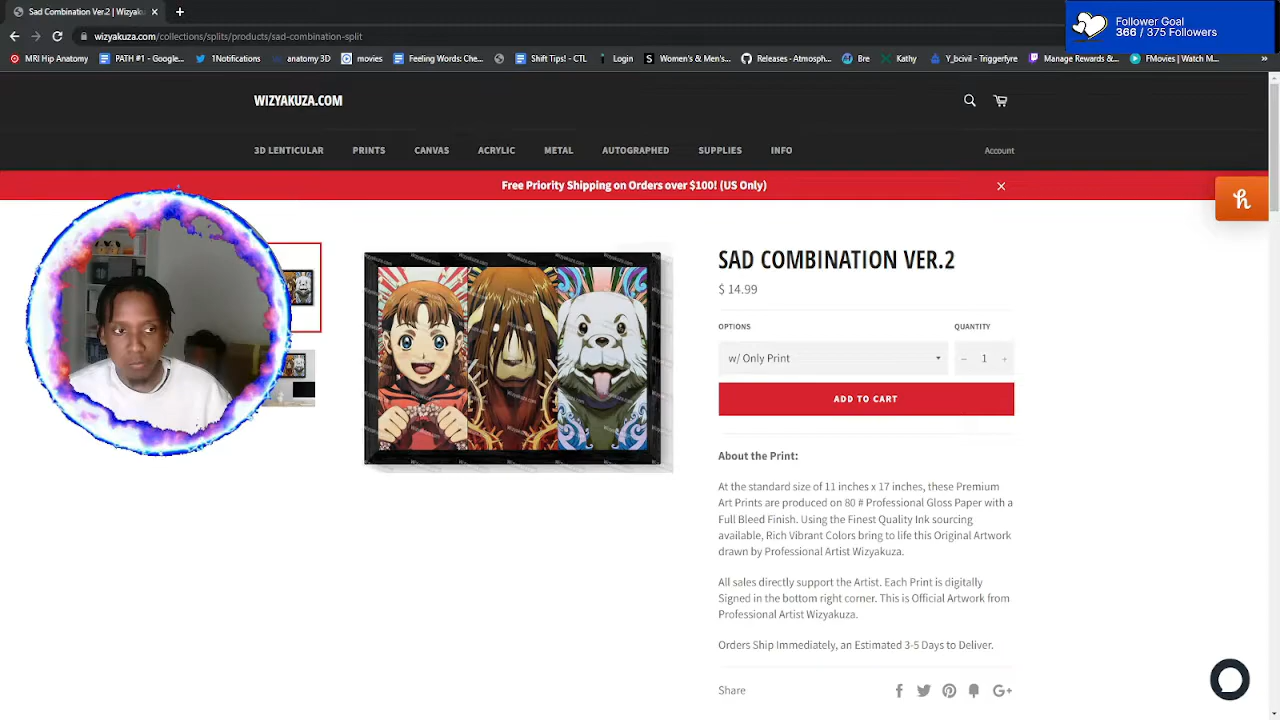 Sad Combination Ver.2 | Wizyaku
Follower Goal
366 / 375 Followers
wizyakuza.com/collections/splits/products/sad-combination-split
MRI Hip Anatomy
PATH #1 - Google...
1Notifications
anatomy 3D
movies
Feeling Words: Che...
Shift Tips! - CTL
Login
Women's & Men's...
Releases - Atmosph...
Bre
Kathy
Y_bcivil - Triggerfyre
Manage Rewards &...
FMovies | Watch M...
»
WIZYAKUZA.COM
3D LENTICULAR
PRINTS
CANVAS
ACRYLIC
METAL
AUTOGRAPHED
SUPPLIES
INFO
Account
Free Priority Shipping on Orders over $100! (US Only)
SAD COMBINATION VER.2
$ 14.99
OPTIONS
QUANTITY
w/ Only Print
− 1 +
ADD TO CART
About the Print:
At the standard size of 11 inches x 17 inches, these Premium
Art Prints are produced on 80 # Professional Gloss Paper with a
Full Bleed Finish. Using the Finest Quality Ink sourcing
available, Rich Vibrant Colors bring to life this Original Artwork
drawn by Professional Artist Wizyakuza.
All sales directly support the Artist. Each Print is digitally
Signed in the bottom right corner. This is Official Artwork from
Professional Artist Wizyakuza.
Orders Ship Immediately, an Estimated 3-5 Days to Deliver.
Share